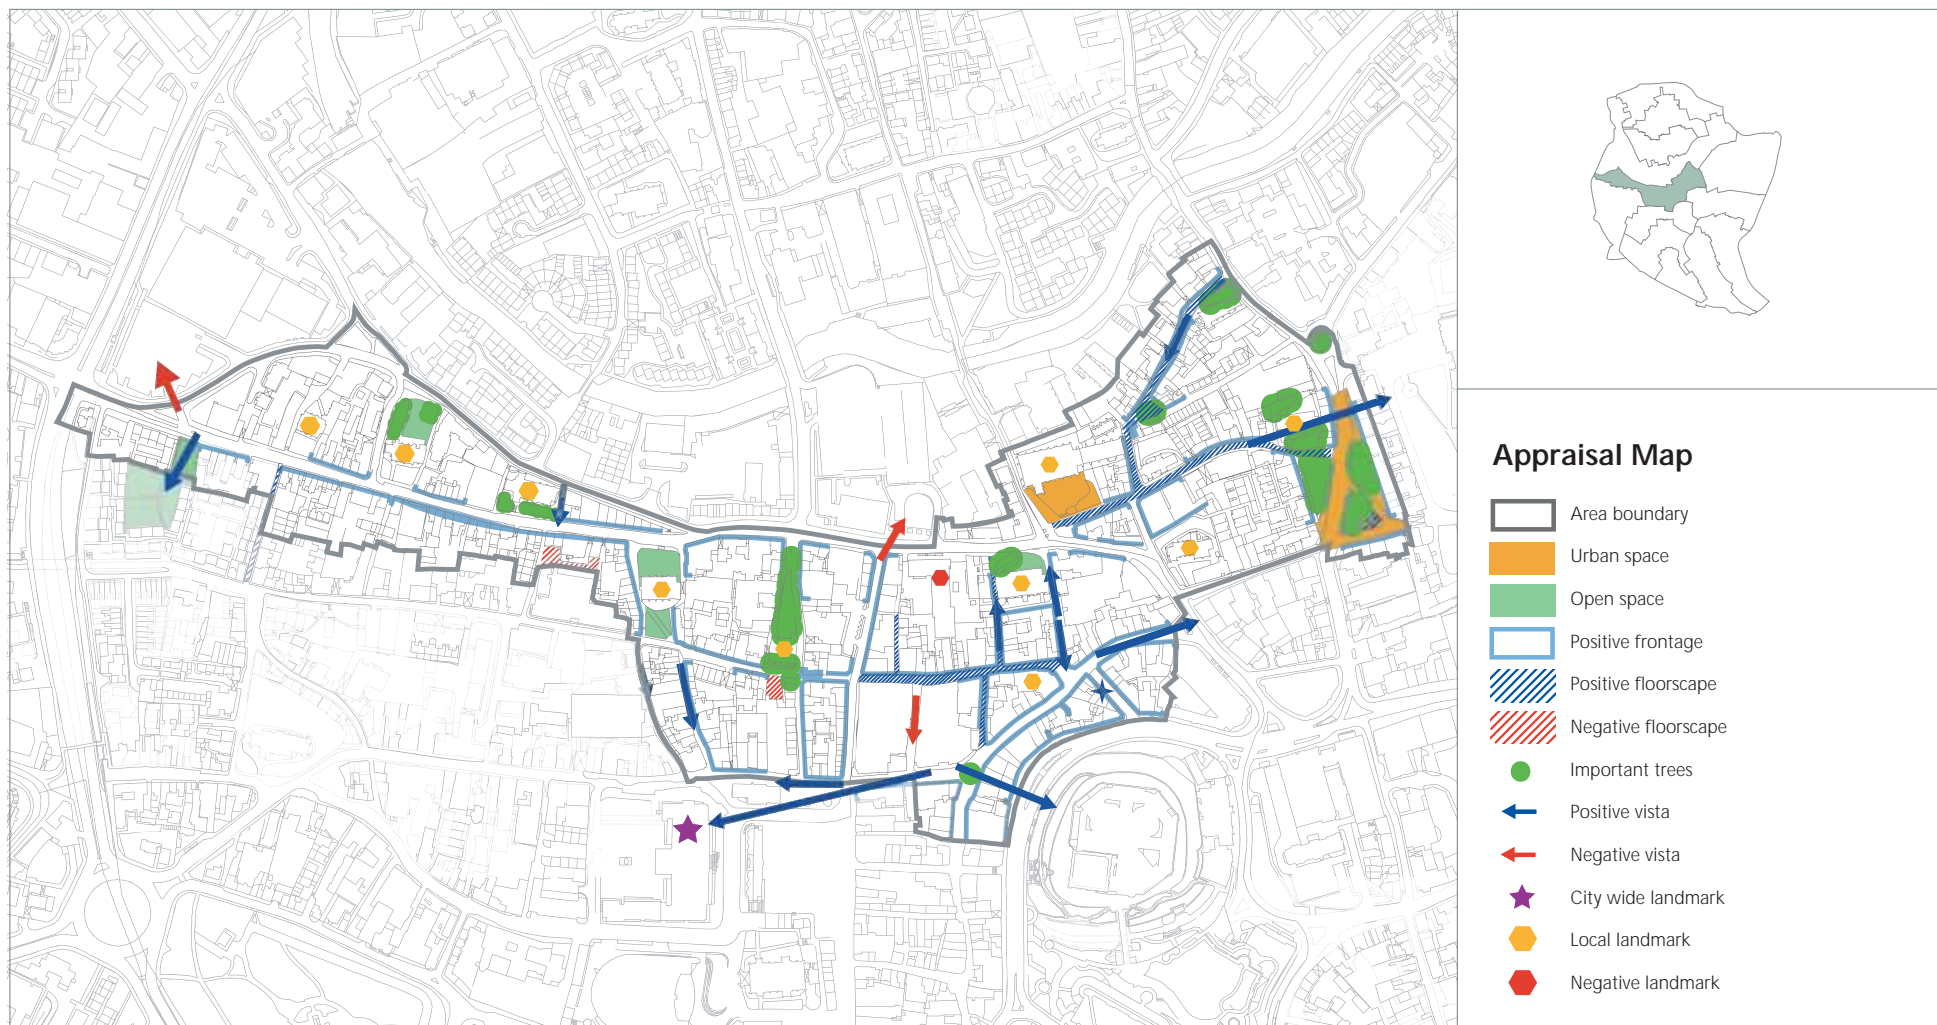 Appraisal Map
Area boundary
Urban space
Open space
Positive frontage
Positive floorscape
Negative floorscape
Important trees
Positive vista
Negative vista
City wide landmark
Local landmark
Negative landmark